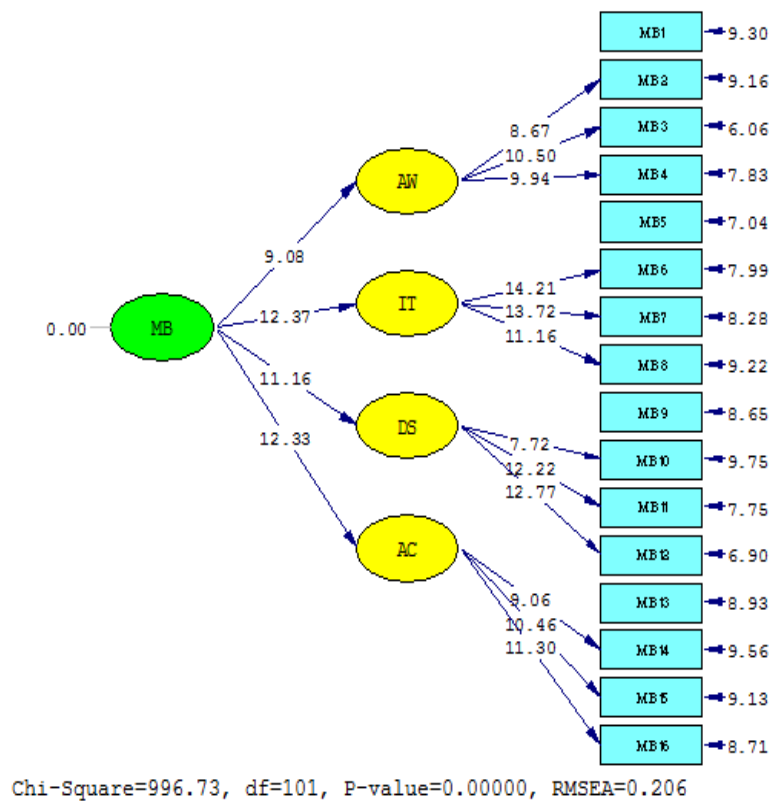 MB1 9.30
MB2 9.16
8.67
MB3 6.06
10.50
AW 9.94 MB4 7.83
MB5 7.04
9.08
MB6 7.99
14.21
0.00 MB 12.37 IT 13.72 MB7 8.28
11.16
MB8 9.22
11.16
MB9 8.65
DS 7.72
12.33 MB10 9.75
12.22
12.77 MB11 7.75
AC MB12 6.90
9.06 MB13 8.93
10.46
11.30 MB14 9.56
MB15 9.13
MB16 8.71
Chi-Square=996.73, df=101, P-value=0.00000, RMSEA=0.206